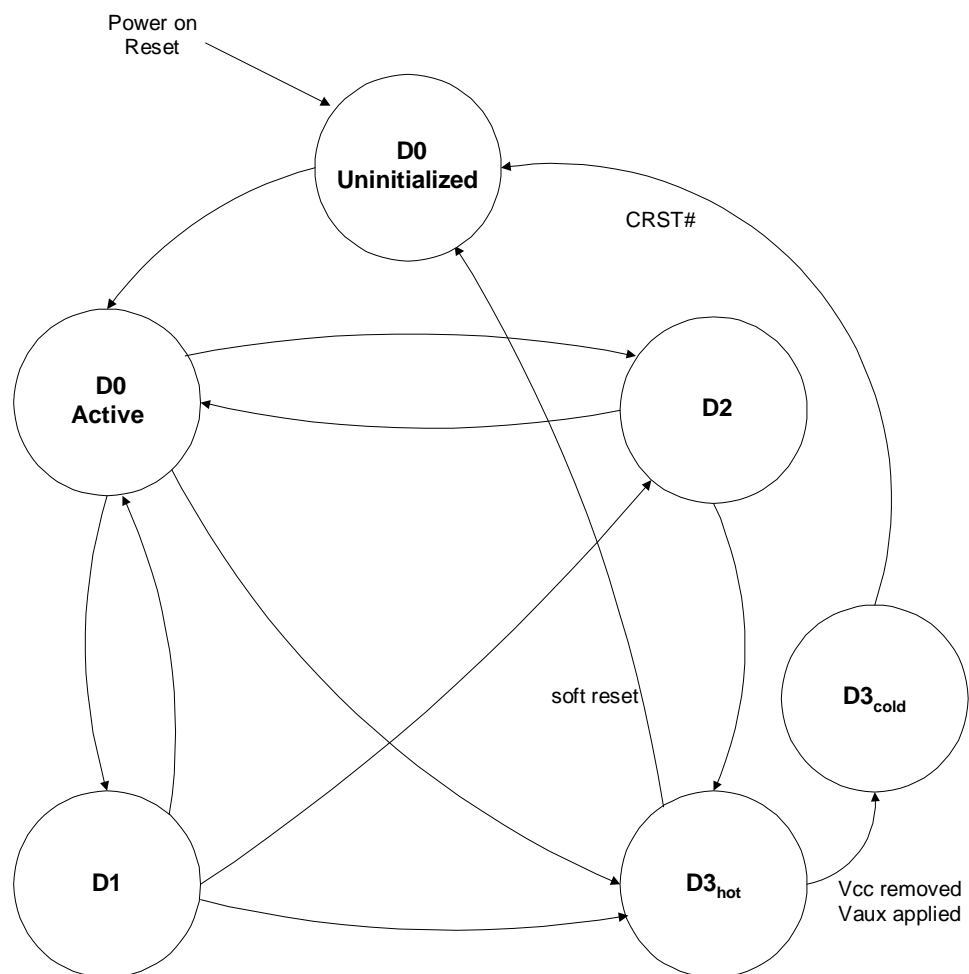 Power on
Reset
D0
Uninitialized
CRST#
D0
Active
D2
soft reset
D3cold
D1
D3hot
Vcc removed
Vaux applied